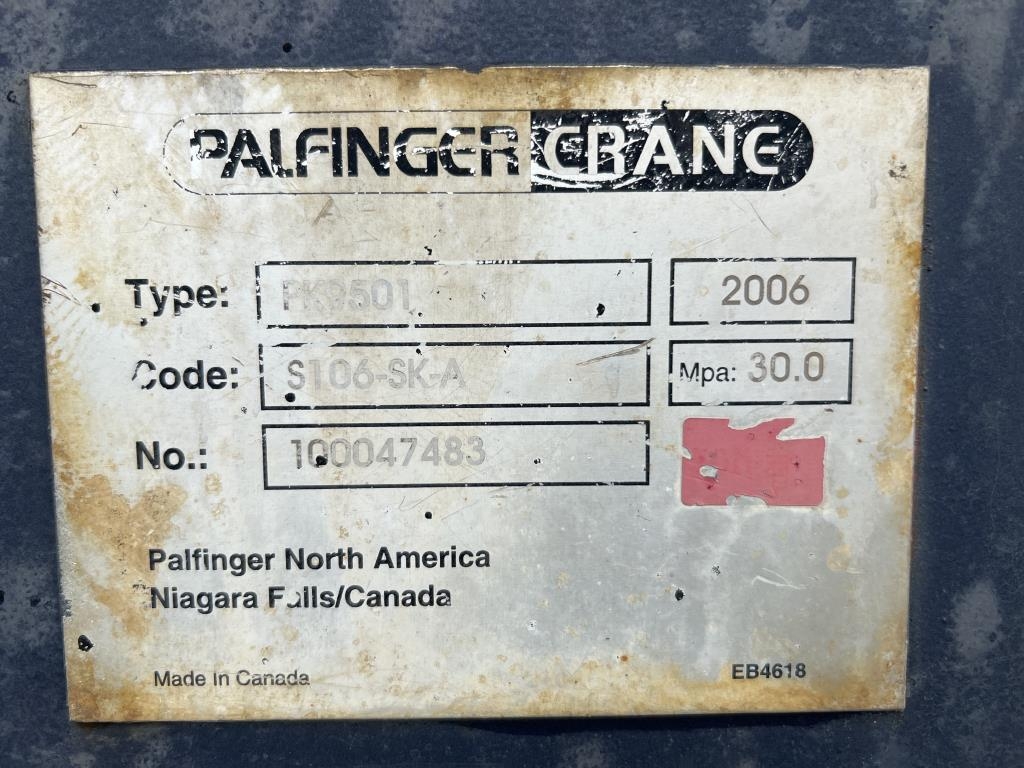 PALFINGER CRANE
Type: PK9501 2006
Code: S106-SK-A Mpa: 30.0
No.: 100047483
Palfinger North America
Niagara Falls/Canada
Made In Canada EB4618